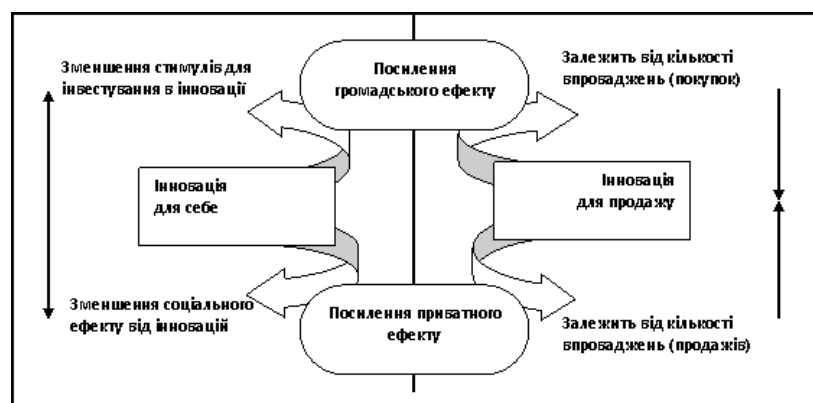 Зменшення стимулів для
інвестування в інновації
Посилення
громадського ефекту
Залежить від кількості
впроваджень (покупок)
Інновація
для себе
Інновація
для продажу
Зменшення соціального
ефекту від інновацій
Посилення приватного
ефекту
Залежить від кількості
впроваджень (продажів)